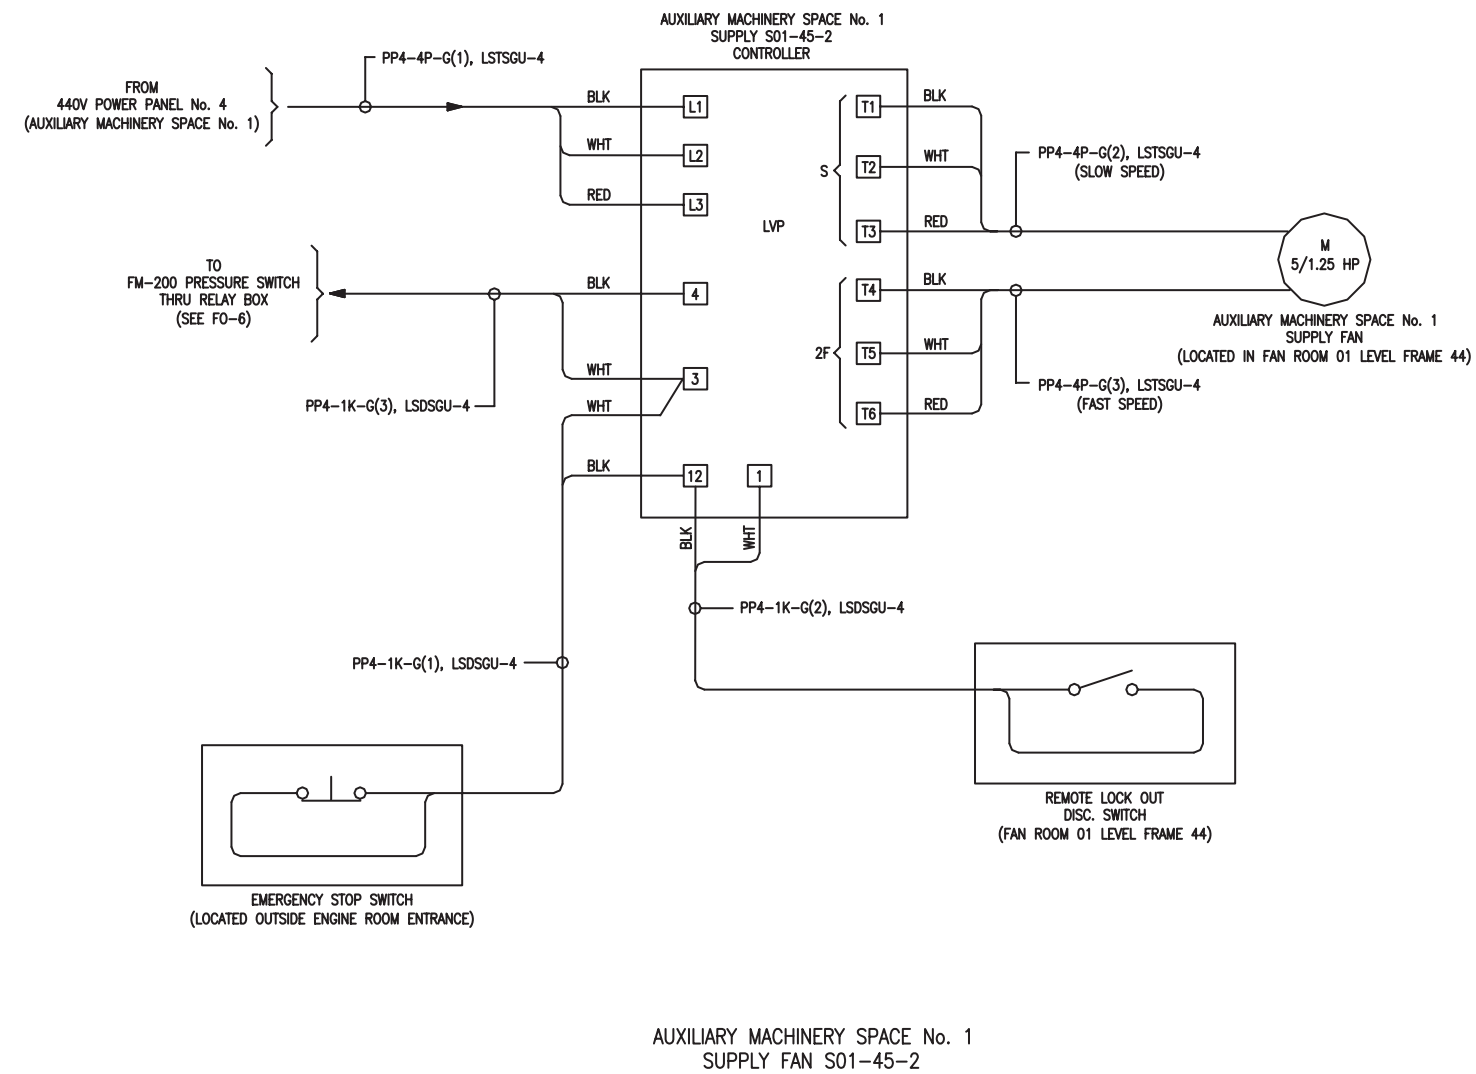 AUXILIARY MACHINERY SPACE No. 1
SUPPLY S01-45-2
CONTROLLER
PP4-4P-G(1), LSTSGU-4
FROM
440V POWER PANEL No. 4
(AUXILIARY MACHINERY SPACE No. 1)
BLK
L1
WHT
L2
RED
L3
LVP
S
T1
BLK
T2
WHT
T3
RED
PP4-4P-G(2), LSTSGU-4
(SLOW SPEED)
M
5/1.25 HP
AUXILIARY MACHINERY SPACE No. 1
SUPPLY FAN
(LOCATED IN FAN ROOM 01 LEVEL FRAME 44)
TO
FM-200 PRESSURE SWITCH
THRU RELAY BOX
(SEE FO-6)
BLK
4
WHT
3
WHT
PP4-1K-G(3), LSDSGU-4
2F
T4
BLK
T5
WHT
T6
RED
PP4-4P-G(3), LSTSGU-4
(FAST SPEED)
BLK
12
1
BLK
WHT
PP4-1K-G(2), LSDSGU-4
PP4-1K-G(1), LSDSGU-4
REMOTE LOCK OUT
DISC. SWITCH
(FAN ROOM 01 LEVEL FRAME 44)
EMERGENCY STOP SWITCH
(LOCATED OUTSIDE ENGINE ROOM ENTRANCE)
AUXILIARY MACHINERY SPACE No. 1
SUPPLY FAN S01-45-2